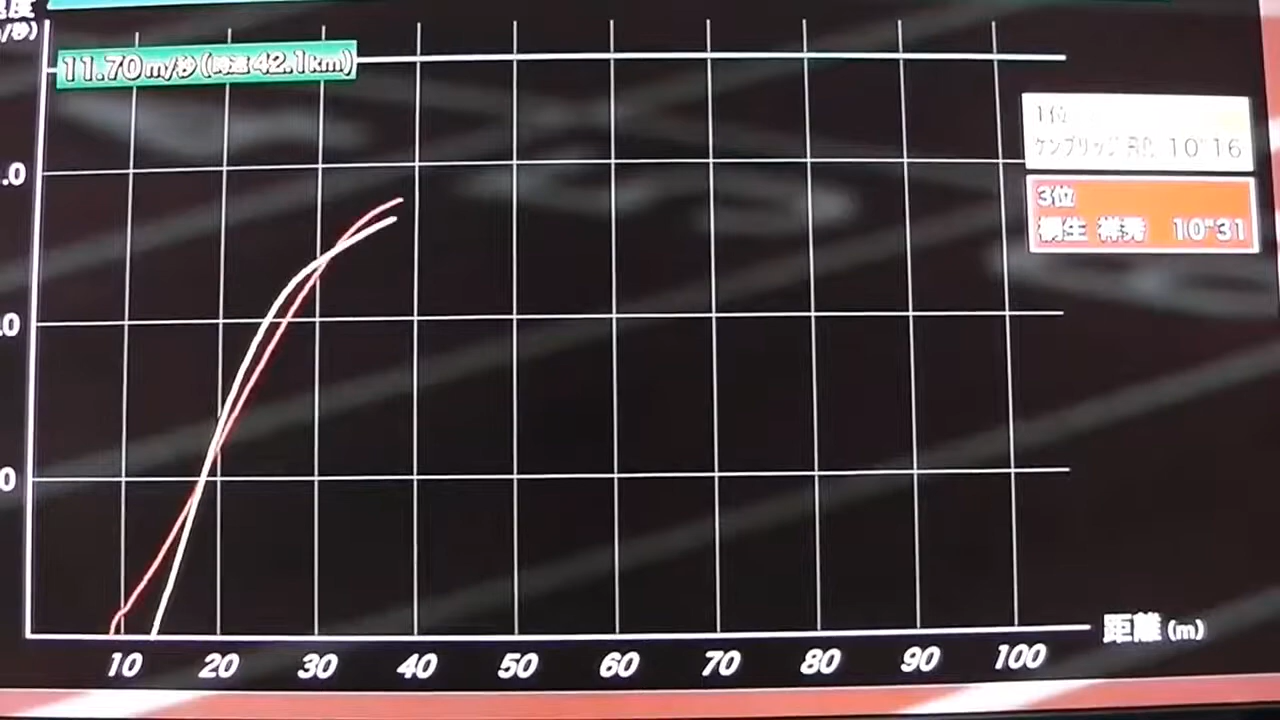 度
/秒)
11.70m/秒(時速42.1km)
.0
.0
0
1位
ケンブリッジ 飛鳥 10"16
3位
桐生 祥秀 10"31
10 20 30 40 50 60 70 80 90 100
距離(m)